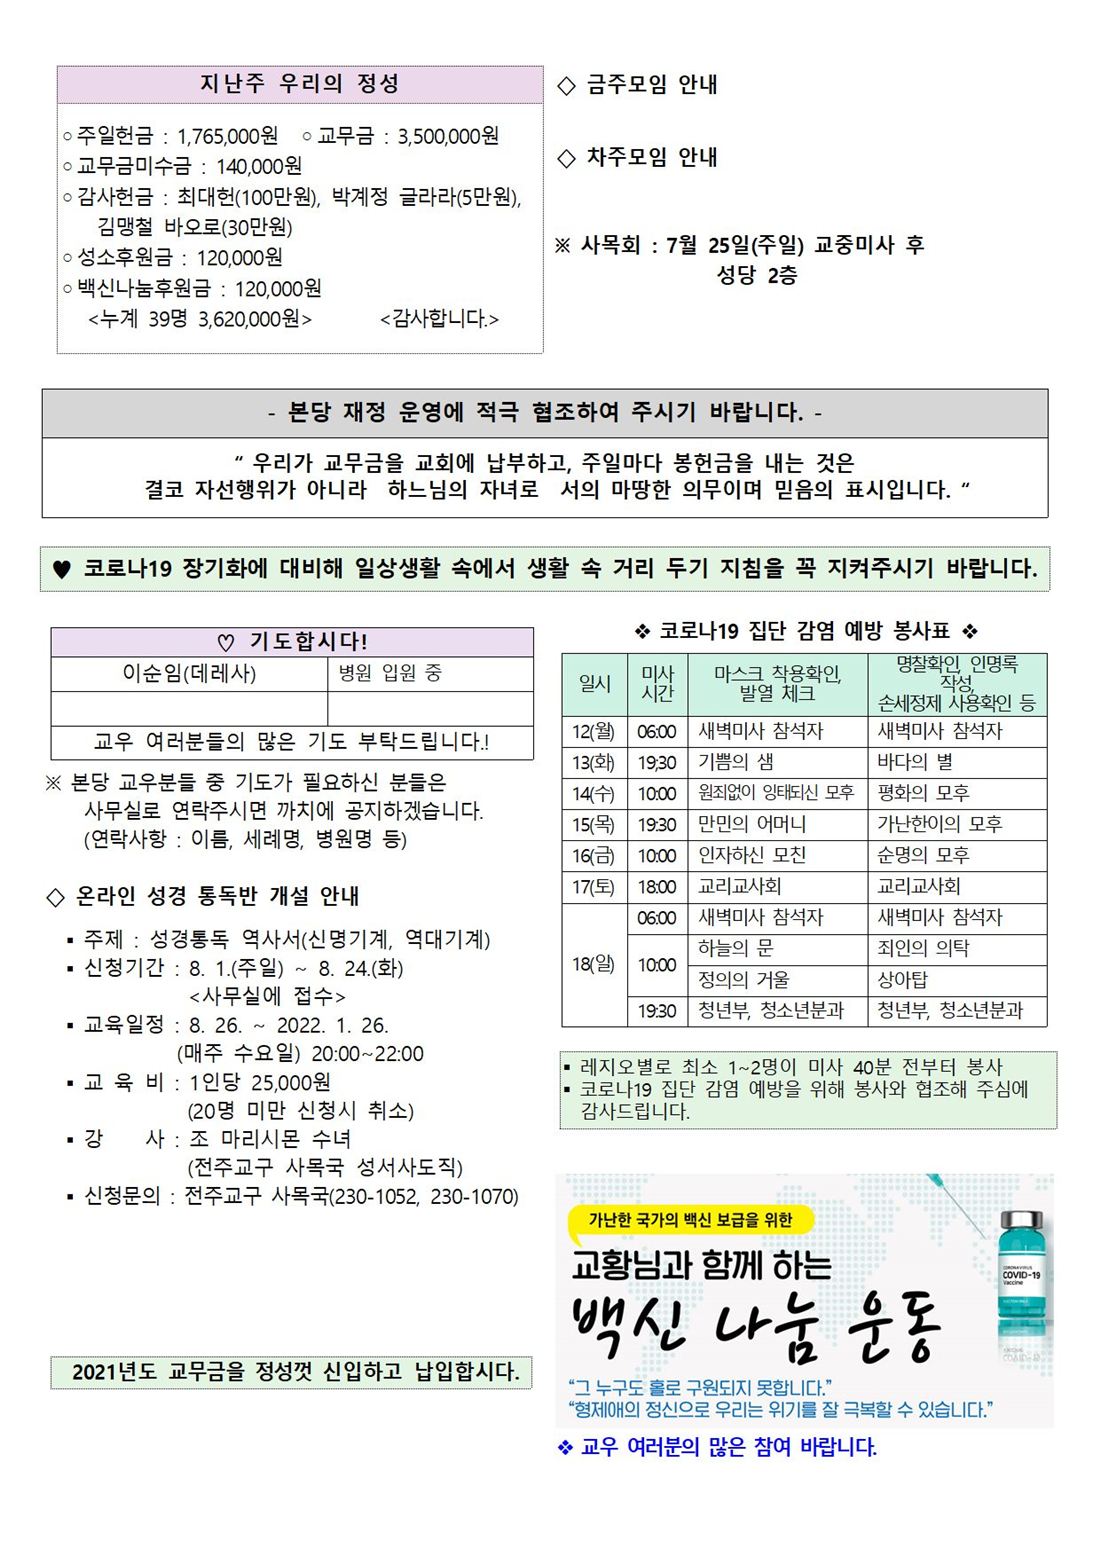 지난주 우리의 정성
○ 주일헌금 : 1,765,000원 ○ 교무금 : 3,500,000원
○ 교무금미수금 : 140,000원
○ 감사헌금 : 최대헌(100만원), 박계정 글라라(5만원),
김맹철 바오로(30만원)
○ 성소후원금 : 120,000원
○ 백신나눔후원금 : 120,000원
<누계 39명 3,620,000원> <감사합니다.>
◇ 금주모임 안내
◇ 차주모임 안내
※ 사목회 : 7월 25일(주일) 교중미사 후
성당 2층
- 본당 재정 운영에 적극 협조하여 주시기 바랍니다. -
“ 우리가 교무금을 교회에 납부하고, 주일마다 봉헌금을 내는 것은
결코 자선행위가 아니라 하느님의 자녀로 서의 마땅한 의무이며 믿음의 표시입니다. “
♥ 코로나19 장기화에 대비해 일상생활 속에서 생활 속 거리 두기 지침을 꼭 지켜주시기 바랍니다.
♡ 기도합시다!
이순임(데레사) 병원 입원 중
교우 여러분들의 많은 기도 부탁드립니다.!
※ 본당 교우분들 중 기도가 필요하신 분들은
사무실로 연락주시면 까치에 공지하겠습니다.
(연락사항 : 이름, 세례명, 병원명 등)
◇ 온라인 성경 통독반 개설 안내
▪ 주제 : 성경통독 역사서(신명기계, 역대기계)
▪ 신청기간 : 8. 1.(주일) ~ 8. 24.(화)
<사무실에 접수>
▪ 교육일정 : 8. 26. ~ 2022. 1. 26.
(매주 수요일) 20:00~22:00
▪ 교 육 비 : 1인당 25,000원
(20명 미만 신청시 취소)
▪ 강 사 : 조 마리시몬 수녀
(전주교구 사목국 성서사도직)
▪ 신청문의 : 전주교구 사목국(230-1052, 230-1070)
2021년도 교무금을 정성껏 신입하고 납입합시다.
❖ 코로나19 집단 감염 예방 봉사표 ❖
일시 미사 시간 마스크 착용확인, 발열 체크 명찰확인, 인명록 작성, 손세정제 사용확인 등
12(월) 06:00 새벽미사 참석자 새벽미사 참석자
13(화) 19;30 기쁨의 샘 바다의 별
14(수) 10:00 원죄없이 잉태되신 모후 평화의 모후
15(목) 19:30 만민의 어머니 가난한이의 모후
16(금) 10:00 인자하신 모친 순명의 모후
17(토) 18:00 교리교사회 교리교사회
18(일) 06:00 새벽미사 참석자 새벽미사 참석자
10:00 하늘의 문 죄인의 의탁
정의의 거울 상아탑
19:30 청년부, 청소년분과 청년부, 청소년분과
▪ 레지오별로 최소 1~2명이 미사 40분 전부터 봉사
▪ 코로나19 집단 감염 예방을 위해 봉사와 협조해 주심에
감사드립니다.
가난한 국가의 백신 보급을 위한
교황님과 함께 하는
백신 나눔 운동
CORONAVIRUS
COVID-19
Vaccine
“그 누구도 홀로 구원되지 못합니다.”
“형제애의 정신으로 우리는 위기를 잘 극복할 수 있습니다.”
❖ 교우 여러분의 많은 참여 바랍니다.